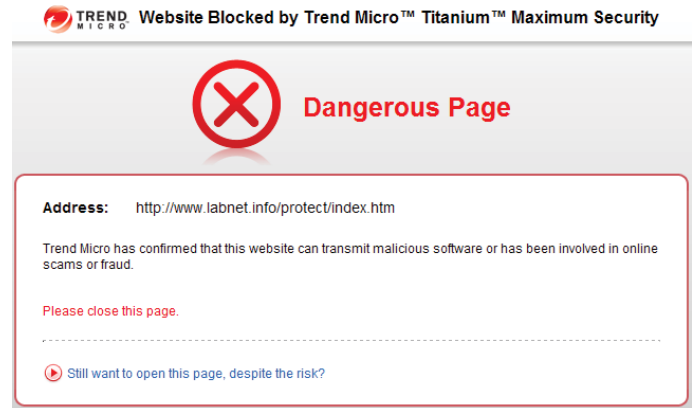 TREND MICRO Website Blocked by Trend Micro™ Titanium™ Maximum Security
Dangerous Page
Address: http://www.labnet.info/protect/index.htm
Trend Micro has confirmed that this website can transmit malicious software or has been involved in online
scams or fraud.
Please close this page.
Still want to open this page, despite the risk?